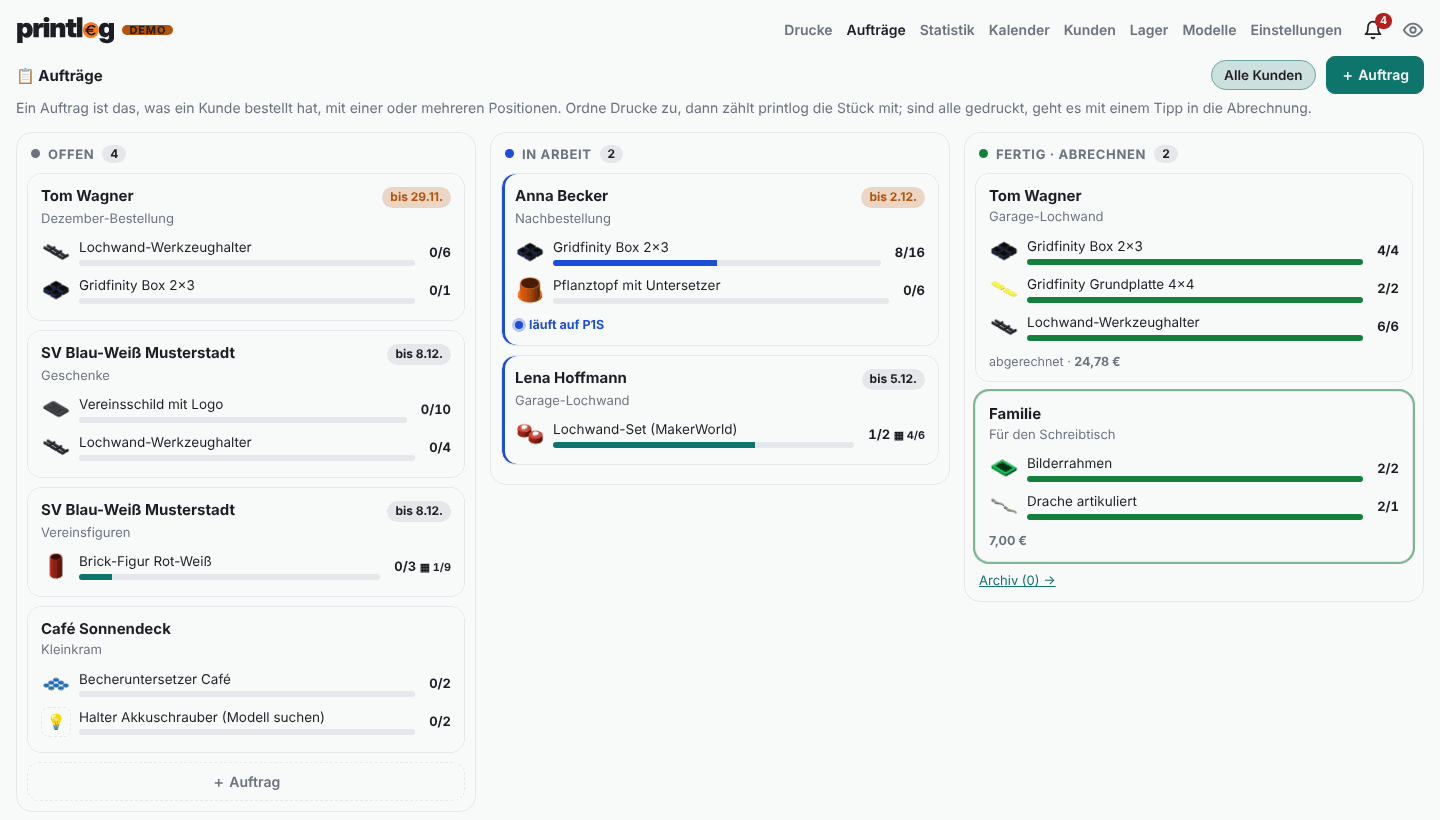 printl€g DEMO
Drucke Aufträge Statistik Kalender Kunden Lager Modelle Einstellungen 4
📋 Aufträge
Alle Kunden
+ Auftrag
Ein Auftrag ist das, was ein Kunde bestellt hat, mit einer oder mehreren Positionen. Ordne Drucke zu, dann zählt printlog die Stück mit; sind alle gedruckt, geht es mit einem Tipp in die Abrechnung.
OFFEN 4
Tom Wagner bis 29.11.
Dezember-Bestellung
Lochwand-Werkzeughalter 0/6
Gridfinity Box 2×3 0/1
SV Blau-Weiß Musterstadt bis 8.12.
Geschenke
Vereinsschild mit Logo 0/10
Lochwand-Werkzeughalter 0/4
SV Blau-Weiß Musterstadt bis 8.12.
Vereinsfiguren
Brick-Figur Rot-Weiß 0/3 ▦ 1/9
Café Sonnendeck
Kleinkram
Becheruntersetzer Café 0/2
Halter Akkuschrauber (Modell suchen) 0/2
+ Auftrag
IN ARBEIT 2
Anna Becker bis 2.12.
Nachbestellung
Gridfinity Box 2×3 8/16
Pflanztopf mit Untersetzer 0/6
läuft auf P1S
Lena Hoffmann bis 5.12.
Garage-Lochwand
Lochwand-Set (MakerWorld) 1/2 ▦ 4/6
FERTIG · ABRECHNEN 2
Tom Wagner
Garage-Lochwand
Gridfinity Box 2×3 4/4
Gridfinity Grundplatte 4×4 2/2
Lochwand-Werkzeughalter 6/6
abgerechnet · 24,78 €
Familie
Für den Schreibtisch
Bilderrahmen 2/2
Drache artikuliert 2/1
7,00 €
Archiv (0) →